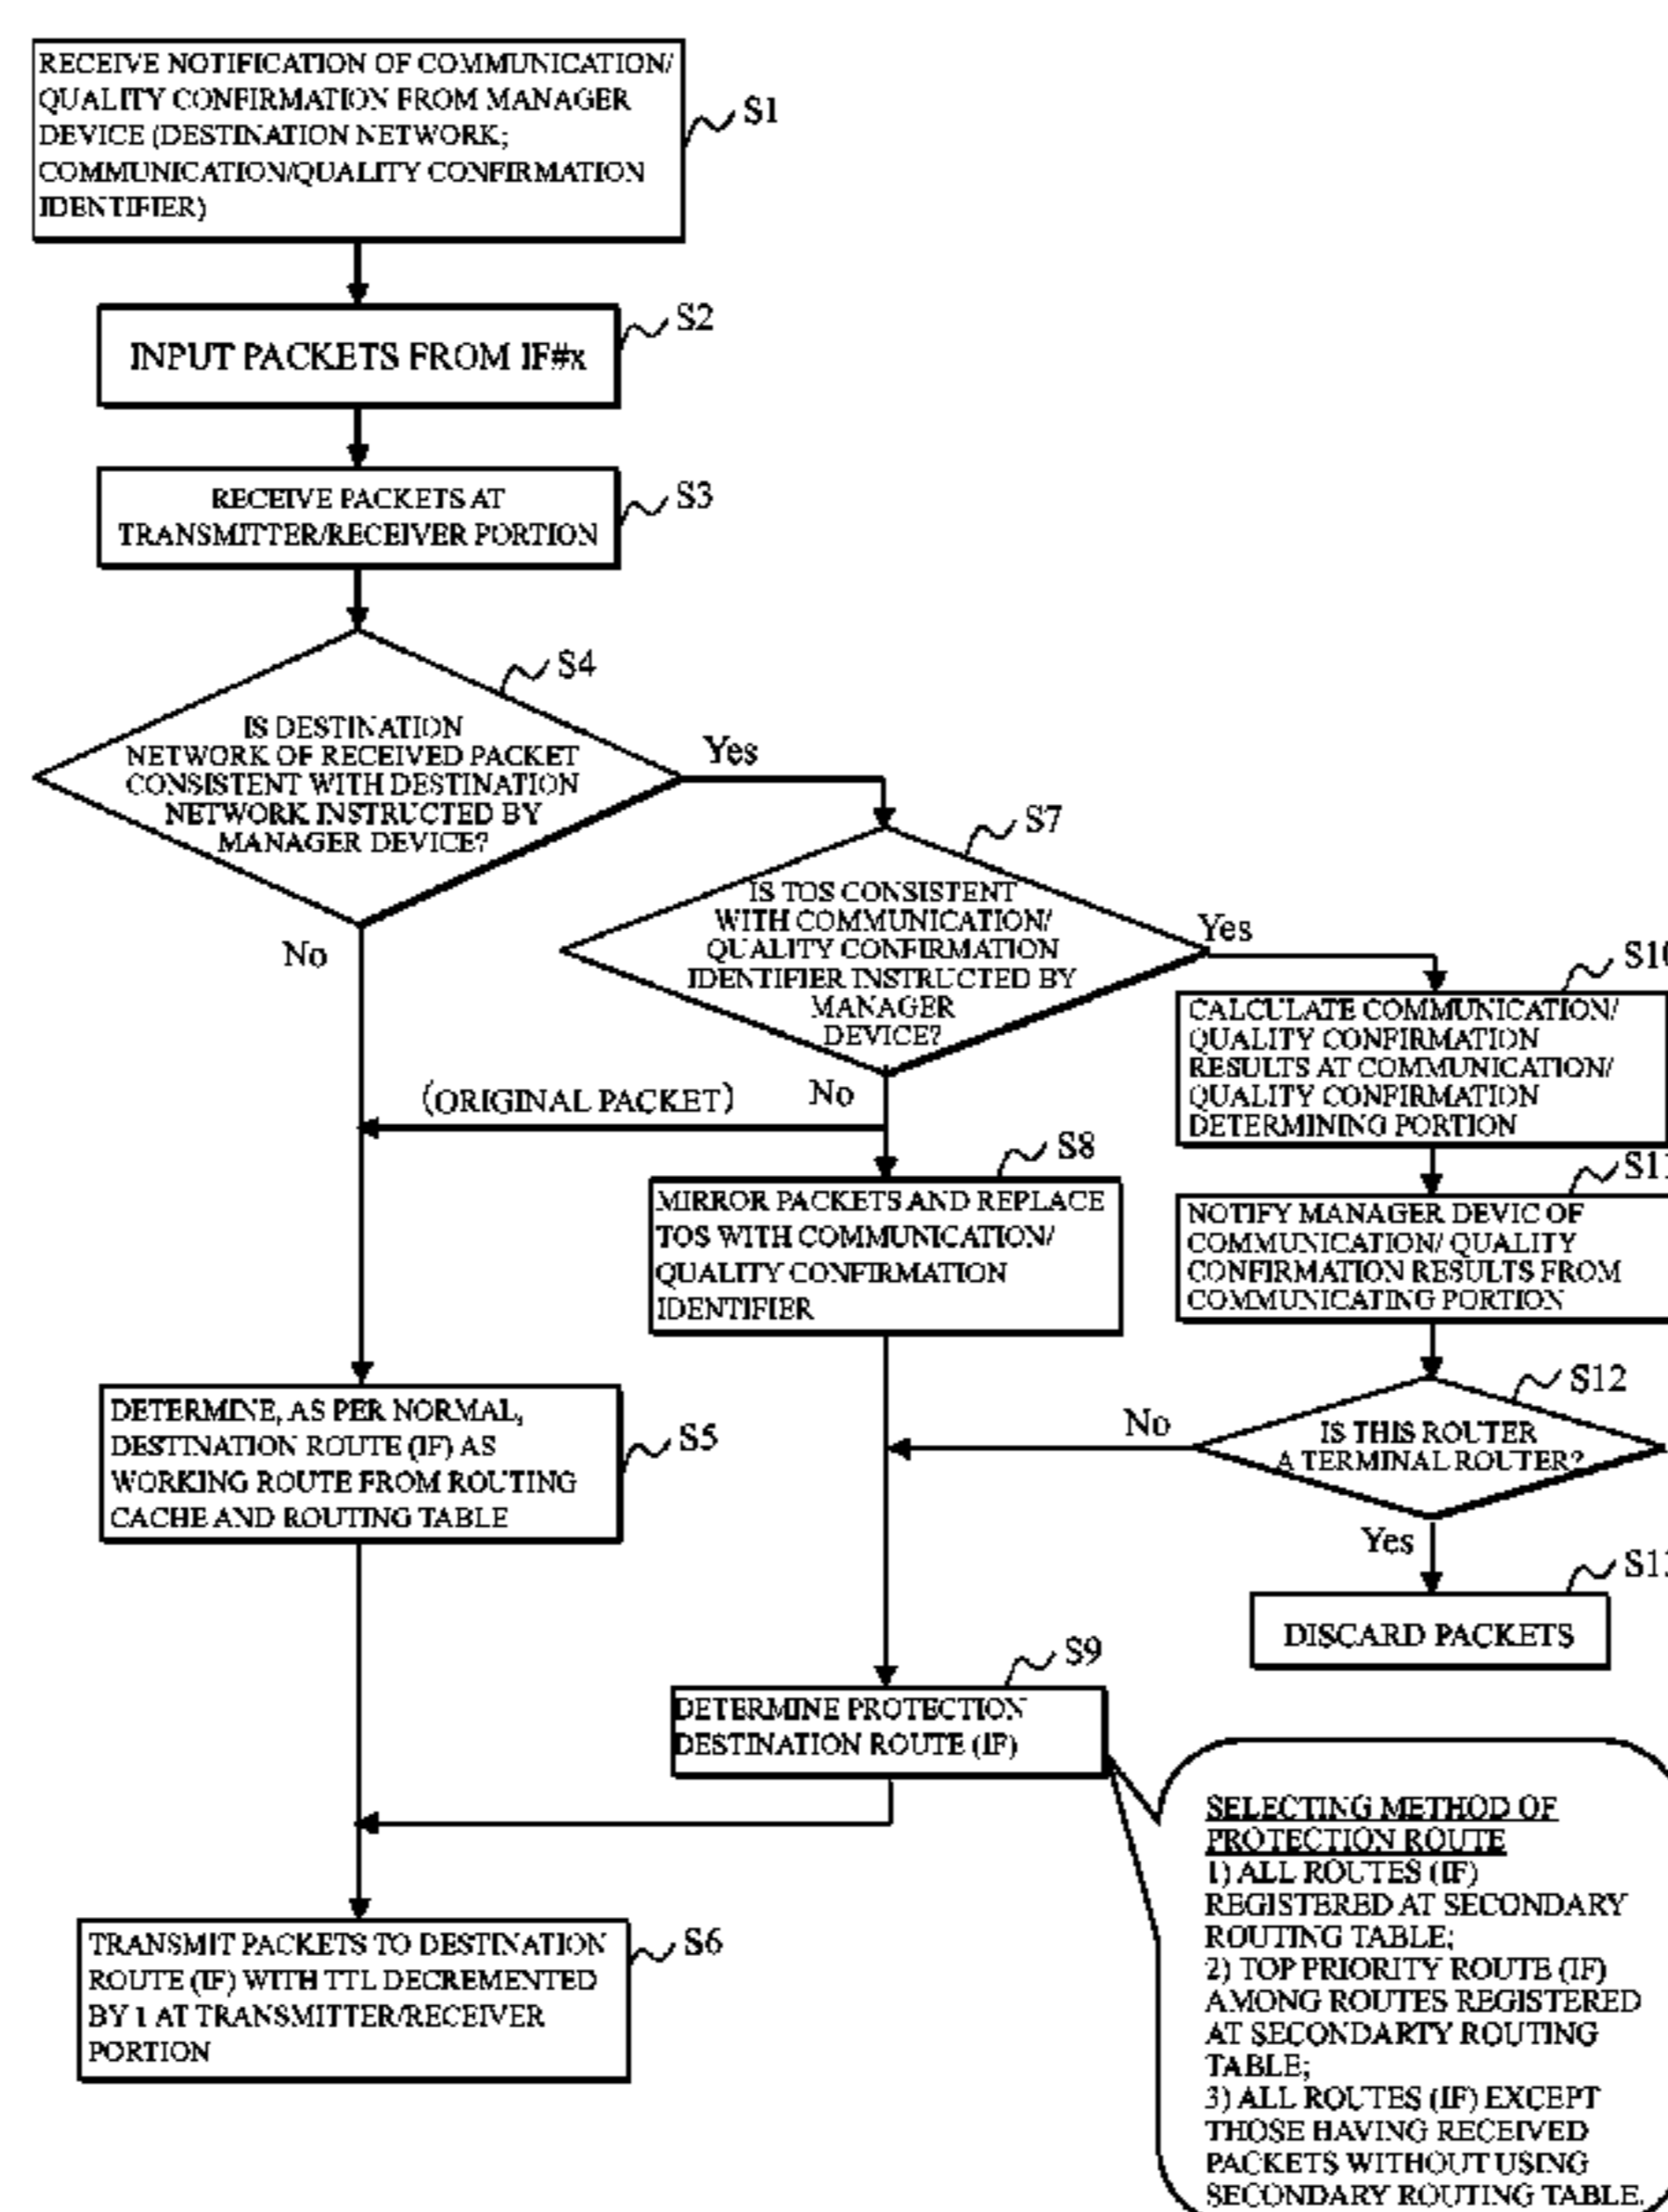 RECEIVE NOTIFICATION OF COMMUNICATION/
QUALITY CONFIRMATION FROM MANAGER
DEVICE (DESTINATION NETWORK;
COMMUNICATION/QUALITY CONFIRMATION
IDENTIFIER)
S1
INPUT PACKETS FROM IF#x
S2
RECEIVE PACKETS AT
TRANSMITTER/RECEIVER PORTION
S3
IS DESTINATION
NETWORK OF RECEIVED PACKET
CONSISTENT WITH DESTINATION
NETWORK INSTRUCTED BY
MANAGER DEVICE?
S4
Yes
No
IS TOS CONSISTENT
WITH COMMUNICATION/
QUALITY CONFIRMATION
IDENTIFIER INSTRUCTED BY
MANAGER
DEVICE?
S7
Yes
No
(ORIGINAL PACKET)
CALCULATE COMMUNICATION/
QUALITY CONFIRMATION
RESULTS AT COMMUNICATION/
QUALITY CONFIRMATION
DETERMINING PORTION
S10
MIRROR PACKETS AND REPLACE
TOS WITH COMMUNICATION/
QUALITY CONFIRMATION
IDENTIFIER
S8
NOTIFY MANAGER DEVIC OF
COMMUNICATION/ QUALITY
CONFIRMATION RESULTS FROM
COMMUNICATING PORTION
DETERMINE, AS PER NORMAL,
DESTINATION ROUTE (IF) AS
WORKING ROUTE FROM ROUTING
CACHE AND ROUTING TABLE
S5
IS THIS ROUTER
A TERMINAL ROUTER?
S12
No
Yes
DISCARD PACKETS
DETERMINE PROTECTION
DESTINATION ROUTE (IF)
S9
TRANSMIT PACKETS TO DESTINATION
ROUTE (IF) WITH TTL DECREMENTED
BY 1 AT TRANSMITTER/RECEIVER
PORTION
S6
SELECTING METHOD OF
PROTECTION ROUTE
1) ALL ROUTES (IF)
REGISTERED AT SECONDARY
ROUTING TABLE;
2) TOP PRIORITY ROUTE (IF)
AMONG ROUTES REGISTERED
AT SECONDARTY ROUTING
TABLE;
3) ALL ROUTES (IF) EXCEPT
THOSE HAVING RECEIVED
PACKETS WITHOUT USING
SECONDARY ROUTING TABLE.